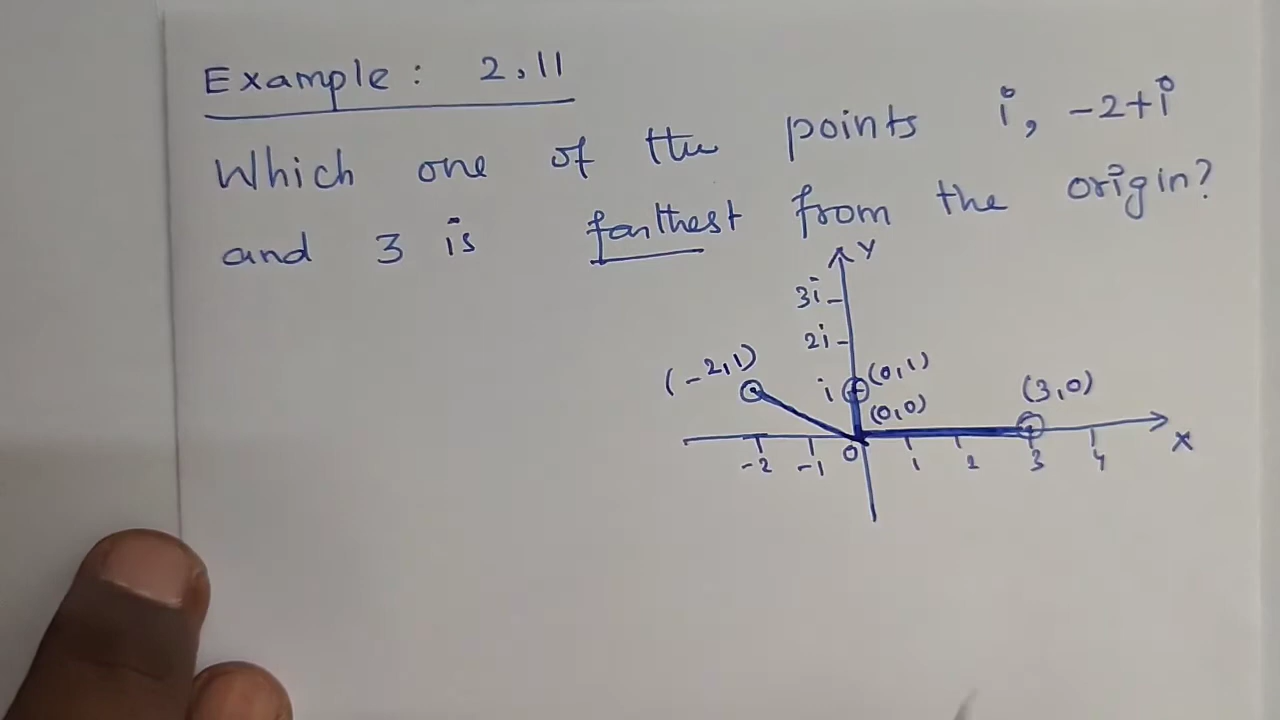 Example: 2.11
Which one of the points i, -2+i
and 3 is farthest from the origin?
Y
3i
2i
(-2,1)
i (0,1)
(0,0)
(3,0)
-2 -1 0 1 2 3 4 X